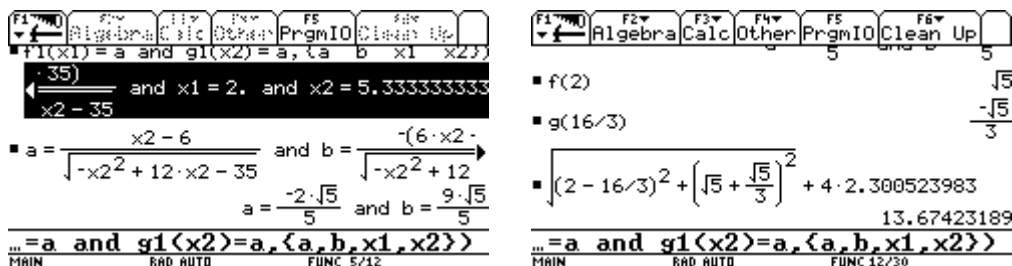 F1 F2 F3 F4 F5 F6
Algebra Calc Other PrgmIO Clean Up
▪f1(x1) = a and g1(x2) = a, {a b x1 x2})
·35)
x2 - 35 and x1 = 2. and x2 = 5.333333333
▪a = x2 - 6 / √-x2² + 12·x2 - 35 and b = -(6·x2 - / √-x2² + 12
a = -2·√5 / 5 and b = 9·√5 / 5
…=a and g1(x2)=a,{a,b,x1,x2})
MAIN RAD AUTO FUNC 5/12
F1 F2 F3 F4 F5 F6
Algebra Calc Other PrgmIO Clean Up
5 5
▪f(2) √5
▪g(16/3) -√5 / 3
▪√(2 - 16/3)² + (√5 + √5 / 3)² + 4·2.300523983
13.67423189
…=a and g1(x2)=a,{a,b,x1,x2})
MAIN RAD AUTO FUNC 12/30